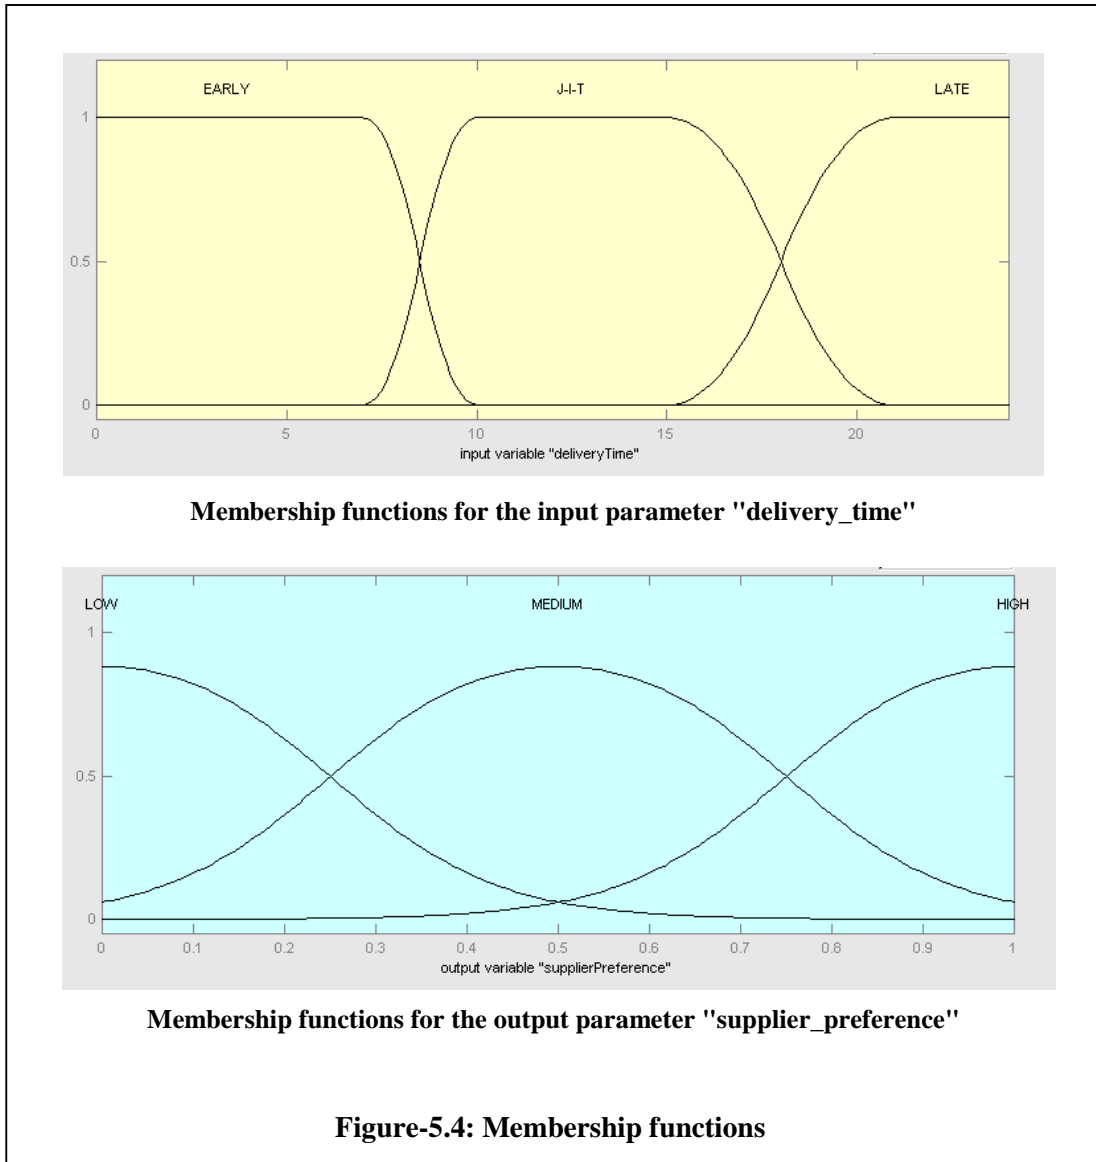 EARLY J-I-T LATE
1
0.5
0
0 5 10 15 20
input variable "deliveryTime"
Membership functions for the input parameter "delivery_time"
LOW MEDIUM HIGH
1
0.5
0
0 0.1 0.2 0.3 0.4 0.5 0.6 0.7 0.8 0.9 1
output variable "supplierPreference"
Membership functions for the output parameter "supplier_preference"
Figure-5.4: Membership functions